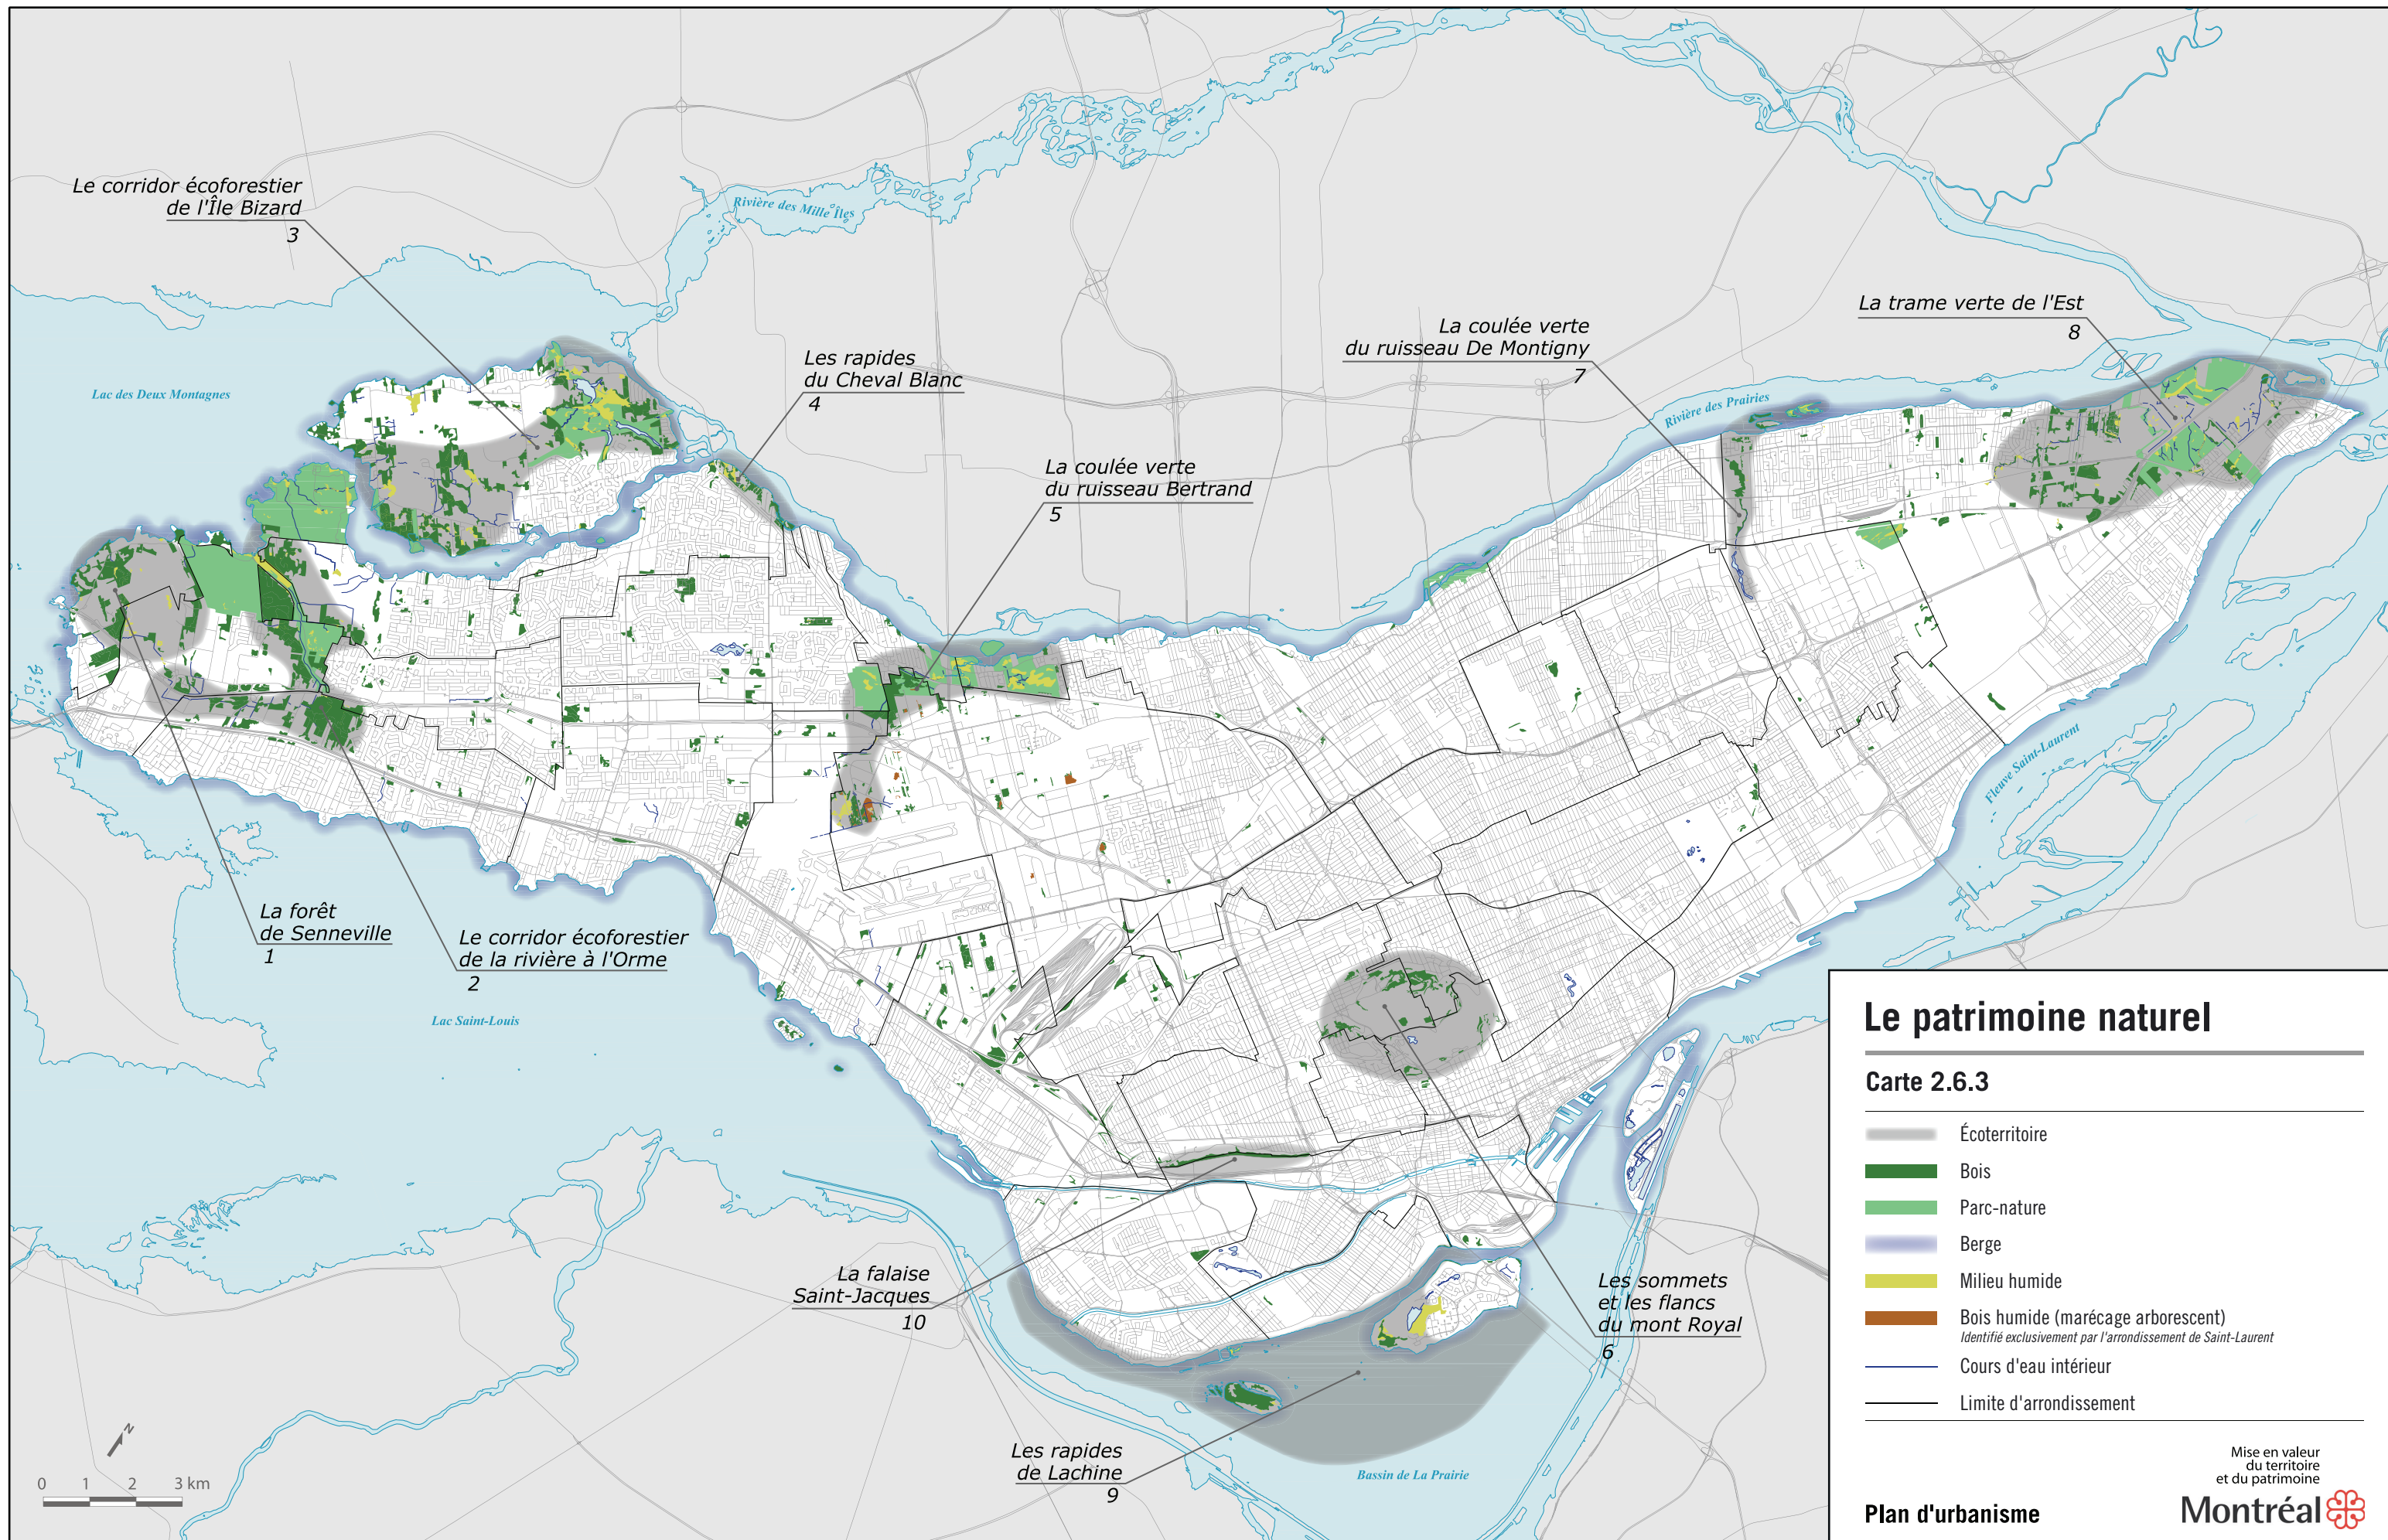 Le corridor écoforestier
de l'Île Bizard
3
Rivière des Mille Îles
La trame verte de l'Est
8
La coulée verte
du ruisseau De Montigny
7
Les rapides
du Cheval Blanc
4
Lac des Deux Montagnes
Rivière des Prairies
La coulée verte
du ruisseau Bertrand
5
Fleuve Saint-Laurent
La forêt
de Senneville
1
Le corridor écoforestier
de la rivière à l'Orme
2
Lac Saint-Louis
La falaise
Saint-Jacques
10
Les sommets
et les flancs
du mont Royal
6
Les rapides
de Lachine
9
Bassin de La Prairie
N
0 1 2 3 km
Le patrimoine naturel
Carte 2.6.3
Écoterritoire
Bois
Parc-nature
Berge
Milieu humide
Bois humide (marécage arborescent)
Identifié exclusivement par l'arrondissement de Saint-Laurent
Cours d'eau intérieur
Limite d'arrondissement
Mise en valeur
du territoire
et du patrimoine
Plan d'urbanisme
Montréal